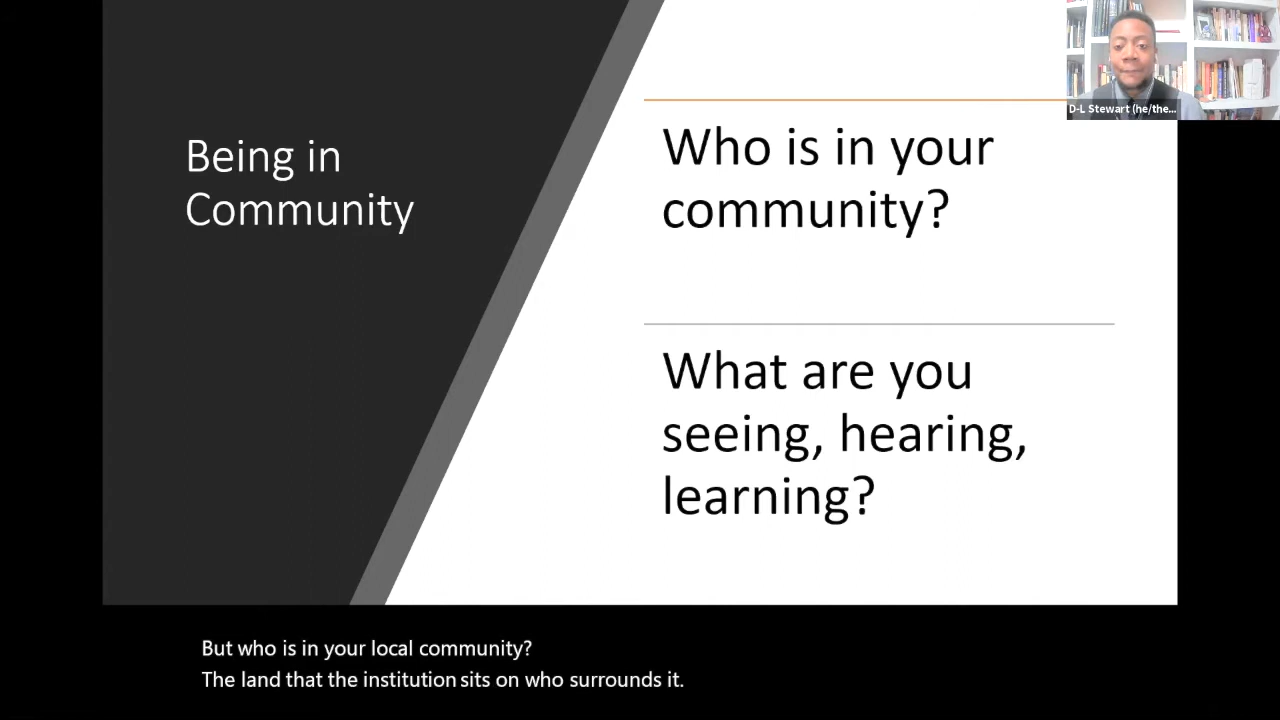 Being in
Community
Who is in your
community?
What are you
seeing, hearing,
learning?
D-L Stewart (he/the...
But who is in your local community?
The land that the institution sits on who surrounds it.